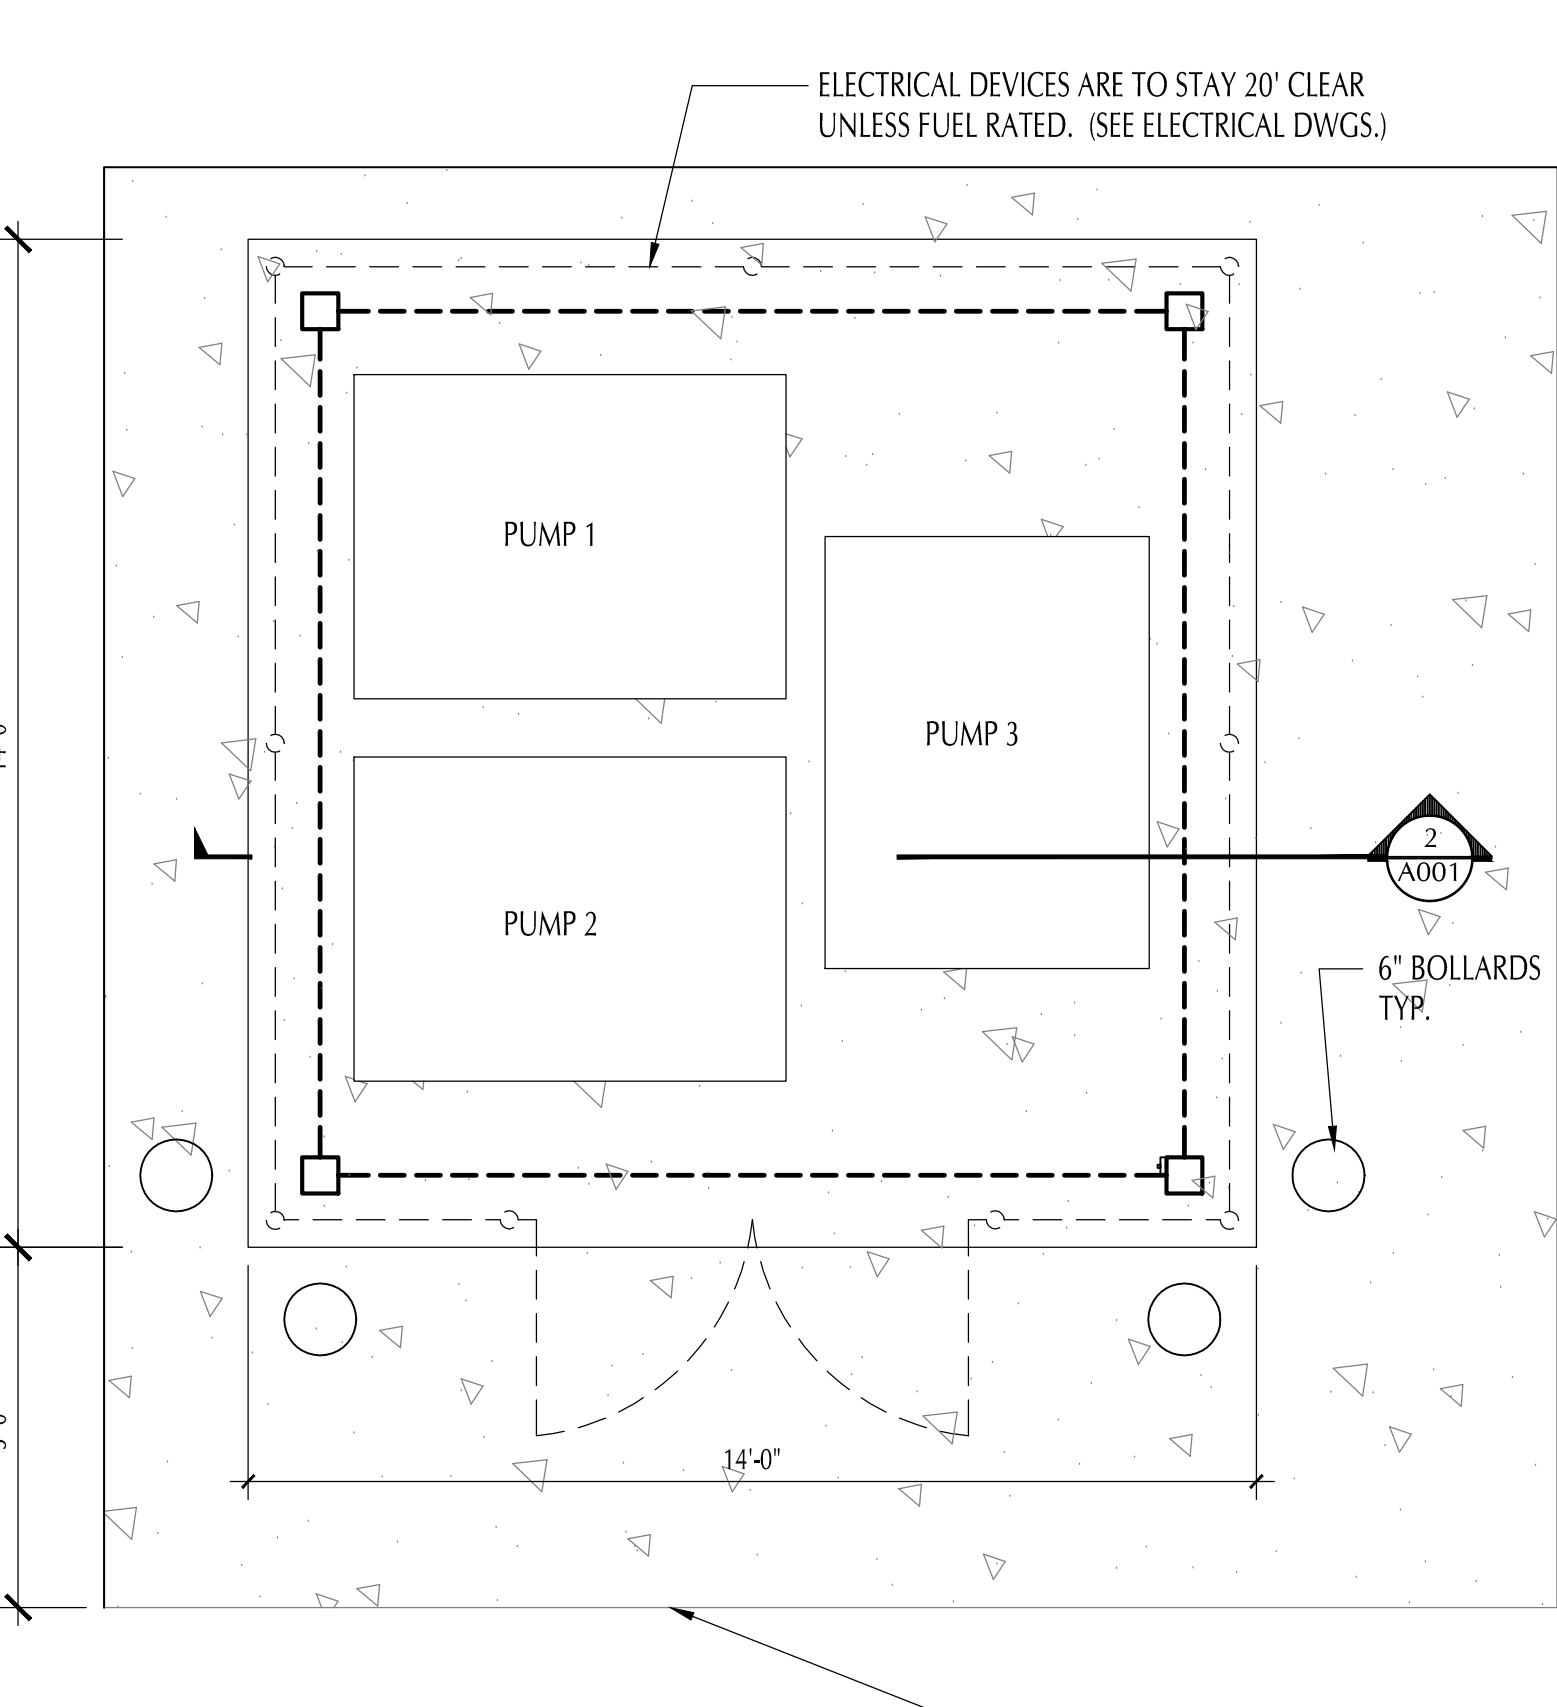 ELECTRICAL DEVICES ARE TO STAY 20' CLEAR
UNLESS FUEL RATED. (SEE ELECTRICAL DWGS.)
PUMP 1
PUMP 3
2
A001
PUMP 2
6" BOLLARDS
TYP.
14'-0"